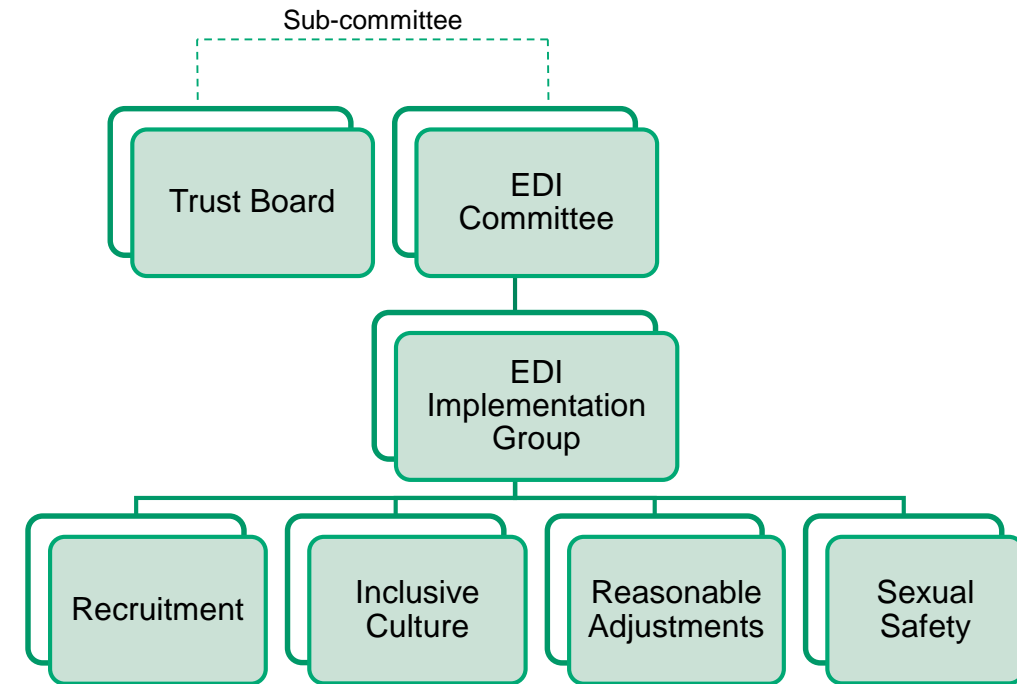 Sub-committee
Trust Board
EDI
Committee
EDI
Implementation
Group
Recruitment
Inclusive
Culture
Reasonable
Adjustments
Sexual
Safety